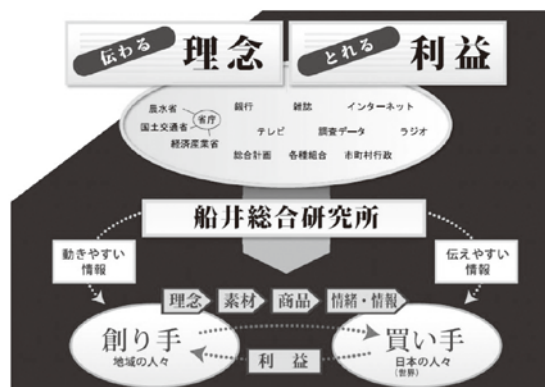 伝わる 理念
とれる 利益
農水省
省庁
国土交通省
経済産業省
銀行 雑誌 インターネット
テレビ 調査データ ラジオ
総合計画 各種組合 市町村行政
船井総合研究所
動きやすい
情報
伝えやすい
情報
理念 素材 商品 情緒・情報
創り手
地域の人々
買い手
日本の人々
(世界)
利益